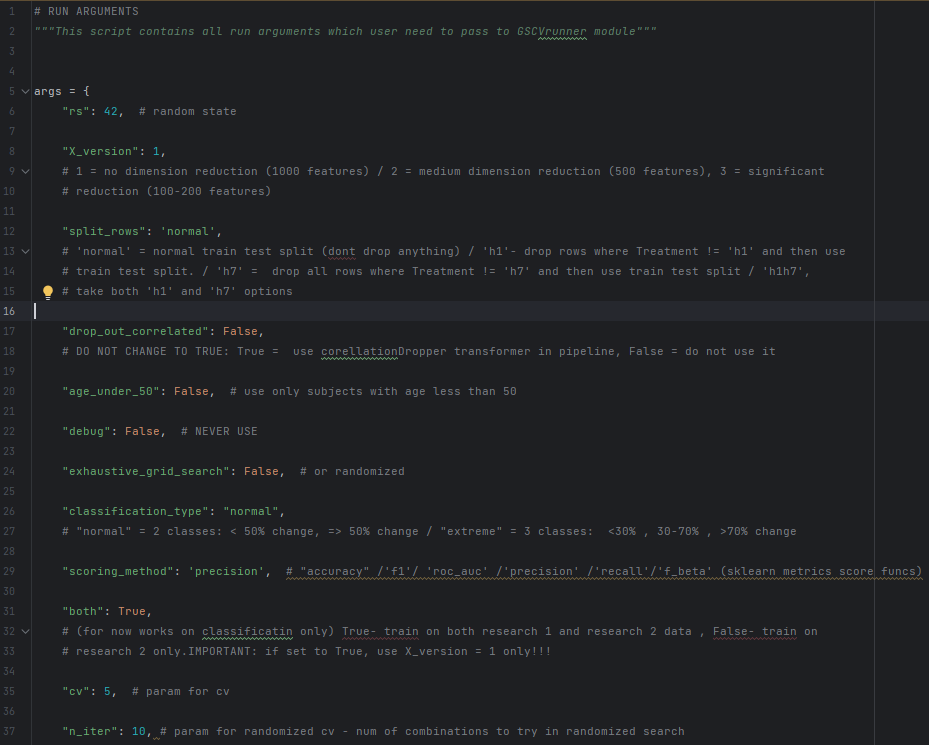 1 # RUN ARGUMENTS
2 """This script contains all run arguments which user need to pass to GSCVrunner module"""
3
4
5 args = {
6 "rs": 42,  # random state
7
8 "X_version": 1,
9 # 1 = no dimension reduction (1000 features) / 2 = medium dimension reduction (500 features), 3 = significant
10 # reduction (100-200 features)
11
12 "split_rows": 'normal',
13 # 'normal' = normal train test split (dont drop anything) / 'h1'- drop rows where Treatment != 'h1' and then use
14 # train test split. / 'h7' =  drop all rows where Treatment != 'h7' and then use train test split / 'h1h7',
15 # take both 'h1' and 'h7' options
16
17 "drop_out_correlated": False,
18 # DO NOT CHANGE TO TRUE: True =  use corellationDropper transformer in pipeline, False = do not use it
19
20 "age_under_50": False,  # use only subjects with age less than 50
21
22 "debug": False,  # NEVER USE
23
24 "exhaustive_grid_search": False,  # or randomized
25
26 "classification_type": "normal",
27 # "normal" = 2 classes: < 50% change, => 50% change / "extreme" = 3 classes:  <30% , 30-70% , >70% change
28
29 "scoring_method": 'precision',  # "accuracy" /'f1'/ 'roc_auc' /'precision' /'recall'/'f_beta' (sklearn metrics score funcs)
30
31 "both": True,
32 # (for now works on classificatin only) True- train on both research 1 and research 2 data , False- train on
33 # research 2 only.IMPORTANT: if set to True, use X_version = 1 only!!!
34
35 "cv": 5,  # param for cv
36
37 "n_iter": 10, # param for randomized cv - num of combinations to try in randomized search